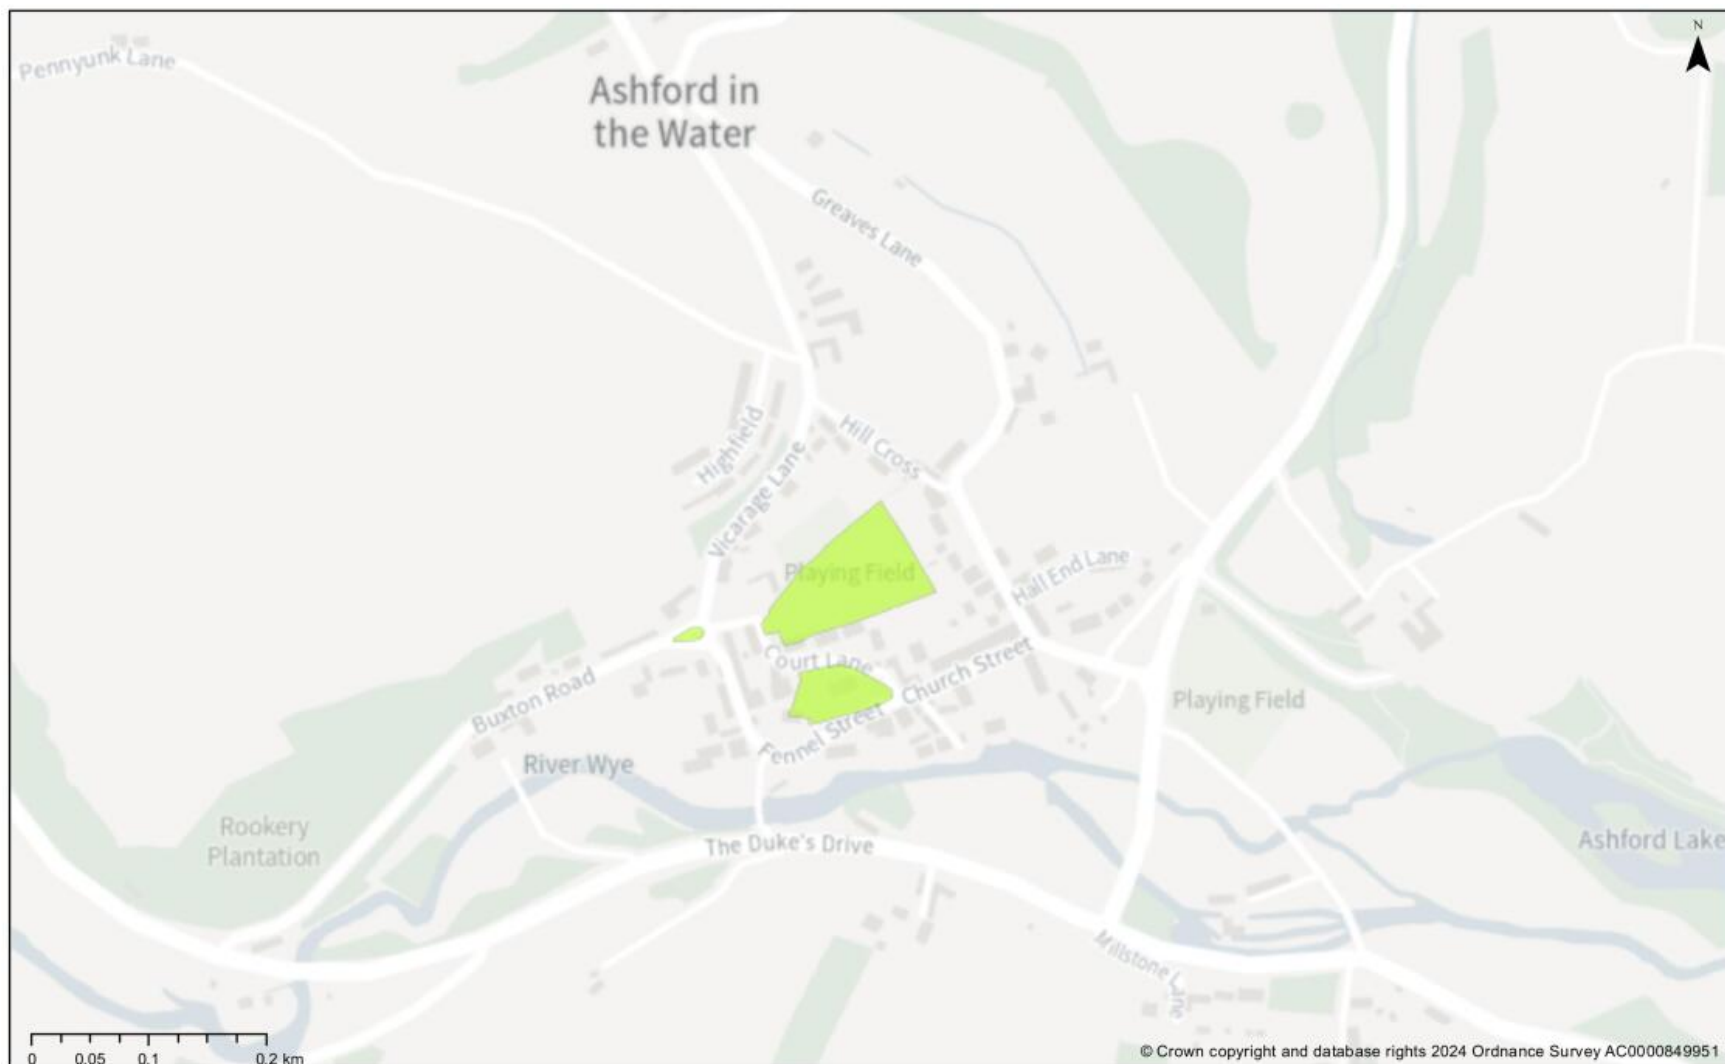 N
Pennyunk Lane
Ashford in
the Water
Greaves Lane
Hill Cross
Highfield
Vicarage Lane
Playing Field
Hall End Lane
Court Lane
Church Street
Buxton Road
Fennel Street
Playing Field
River Wye
Rookery
Plantation
The Duke's Drive
Ashford Lake
Millstone Lane
0 0.05 0.1 0.2 km
© Crown copyright and database rights 2024 Ordnance Survey AC0000849951